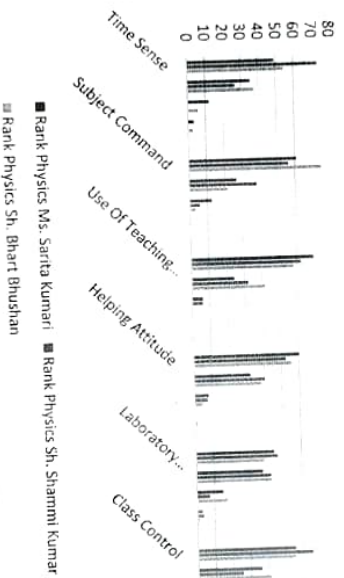 80
70
60
50
40
30
20
10
0
Time Sense
Subject Command
Use Of Teaching...
Helping Attitude
Laboratory...
Class Control
■ Rank Physics Ms. Sarita Kumari ■ Rank Physics Sh. Shammi Kumar
■ Rank Physics Sh. Bhart Bhushan